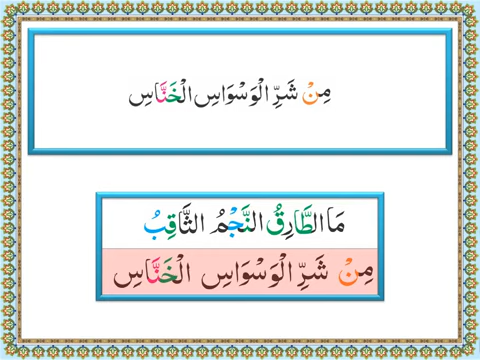 مِنْ شَرِّ الْوَسْوَاسِ الْخَنَّاسِ
مَا الطَّارِقُ النَّجْمُ الثَّاقِبُ
مِنْ شَرِّ الْوَسْوَاسِ الْخَنَّاسِ